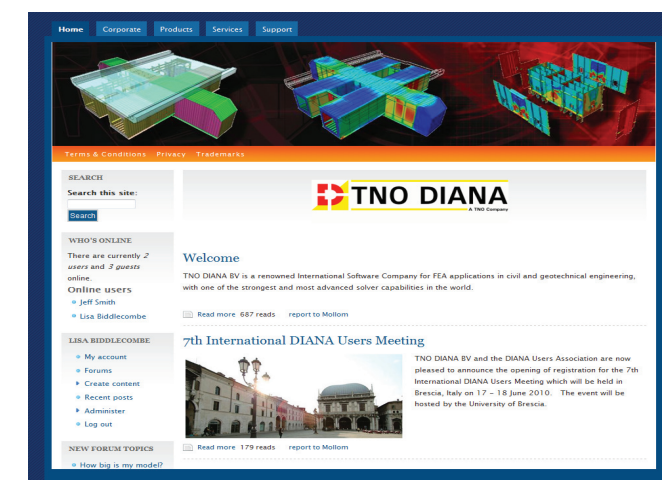 Home Corporate Products Services Support
Terms & Conditions Privacy Trademarks
SEARCH
Search this site:
Search
WHO'S ONLINE
There are currently 2
users and 3 guests
online.
Online users
Jeff Smith
Lisa Biddlecombe
LISA BIDDLECOMBE
My account
Forums
Create content
Recent posts
Administer
Log out
NEW FORUM TOPICS
How big is my model?
TNO DIANA
A TNO Company
Welcome
TNO DIANA BV is a renowned International Software Company for FEA applications in civil and geotechnical engineering,
with one of the strongest and most advanced solver capabilities in the world.
Read more 687 reads report to Mollom
7th International DIANA Users Meeting
TNO DIANA BV and the DIANA Users Association are now
pleased to announce the opening of registration for the 7th
International DIANA Users Meeting which will be held in
Brescia, Italy on 17 – 18 June 2010. The event will be
hosted by the University of Brescia.
Read more 179 reads report to Mollom